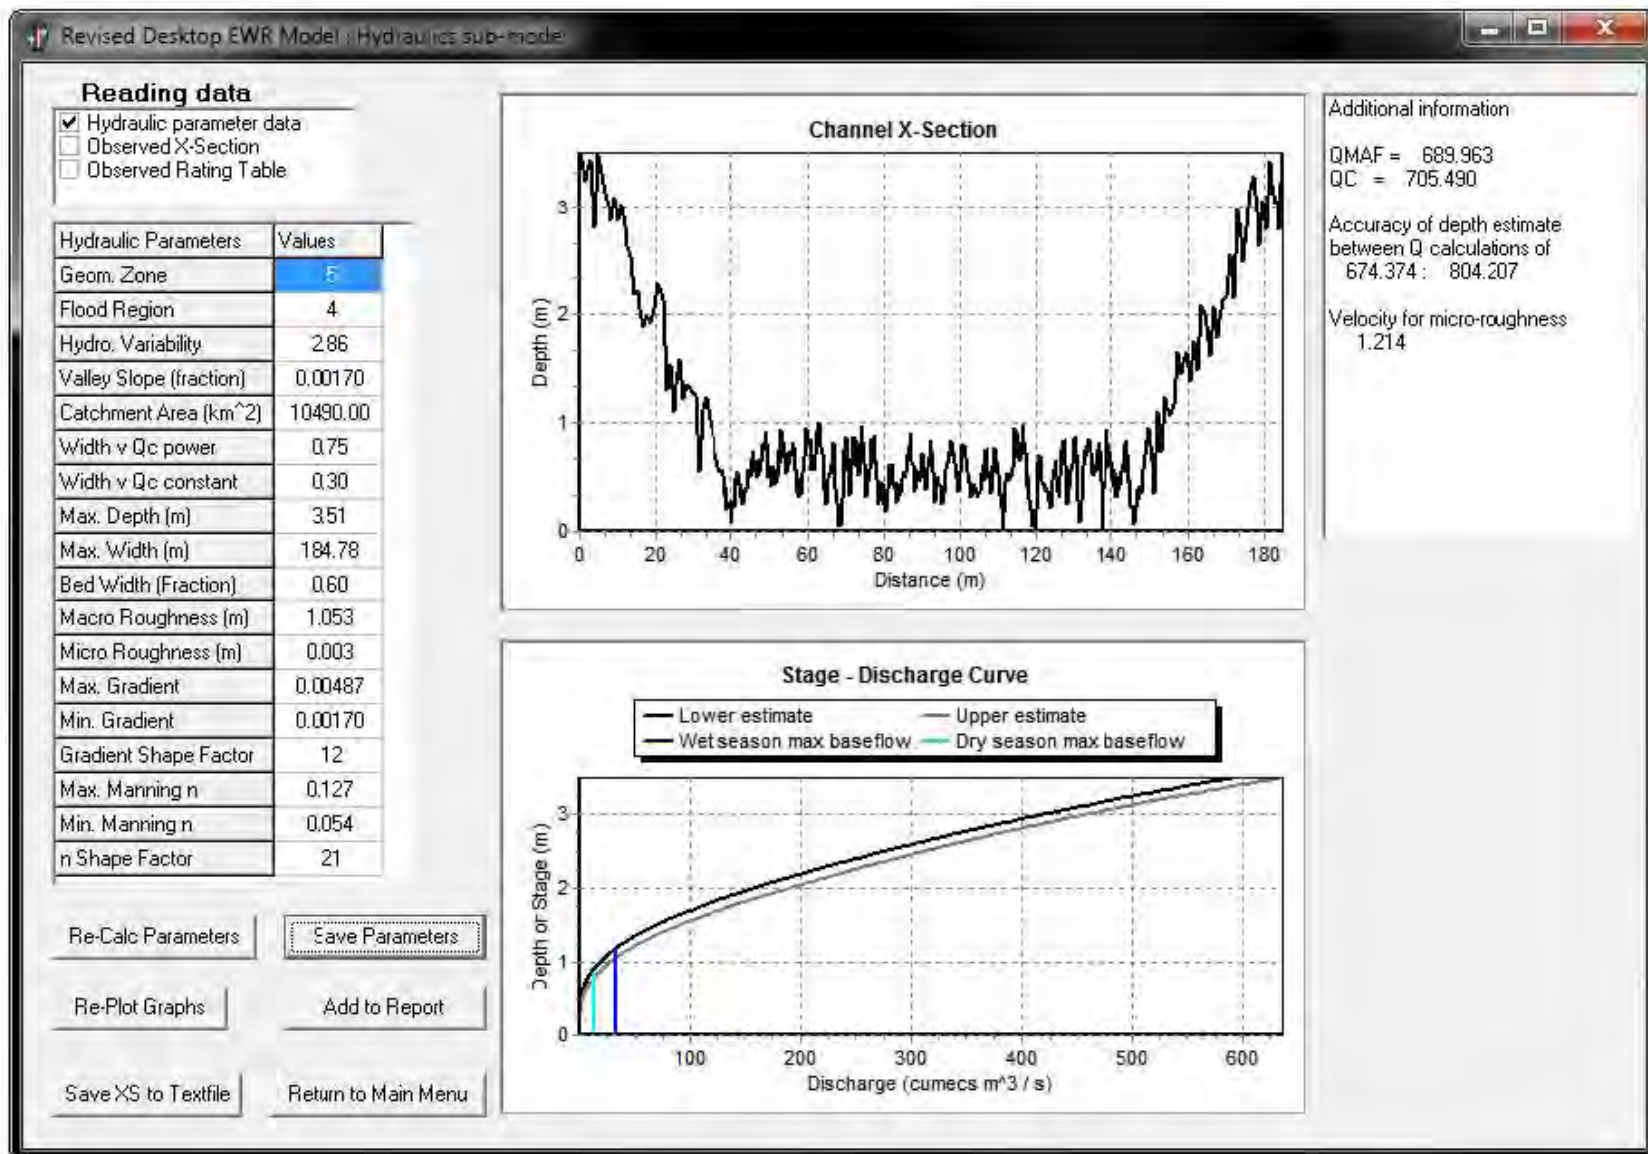 Revised Desktop EWR Model : Hydraulics sub-model
Reading data
Hydraulic parameter data
Observed X-Section
Observed Rating Table
Hydraulic Parameters Values
Geom. Zone 5
Flood Region 4
Hydro. Variability 2.86
Valley Slope (fraction) 0.00170
Catchment Area (km^2) 10490.00
Width v Qc power 0.75
Width v Qc constant 0.30
Max. Depth (m) 3.51
Max. Width (m) 184.78
Bed Width (Fraction) 0.60
Macro Roughness (m) 1.053
Micro Roughness (m) 0.003
Max. Gradient 0.00487
Min. Gradient 0.00170
Gradient Shape Factor 12
Max. Manning n 0.127
Min. Manning n 0.054
n Shape Factor 21
Re-Calc Parameters Save Parameters
Re-Plot Graphs Add to Report
Save XS to Textfile Return to Main Menu
Channel X-Section
Depth (m)
3
2
1
0
0 20 40 60 80 100 120 140 160 180
Distance (m)
Stage - Discharge Curve
Lower estimate Upper estimate
Wet season max baseflow Dry season max baseflow
Depth or Stage (m)
3
2
1
0
100 200 300 400 500 600
Discharge (cumecs m^3 / s)
Additional information
QMAF = 689.963
QC = 705.490
Accuracy of depth estimate
between Q calculations of
674.374 : 804.207
Velocity for micro-roughness
1.214